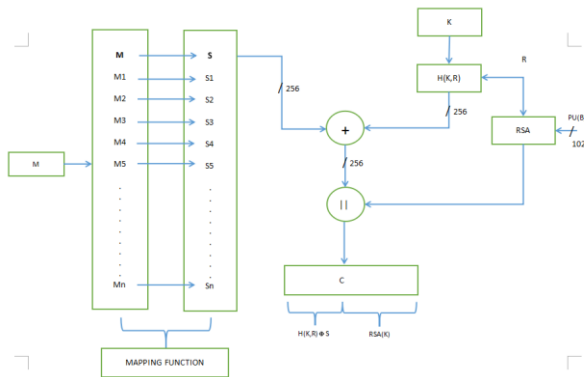 K
M S
R
M1 S1
H(K,R)
M2 S2
256
256
PU(B
M3 S3
+
RSA
M4 S4
102
M
M5 S5
256
||
Mn Sn
C
H(K,R)⊕S
RSA(K)
MAPPING FUNCTION